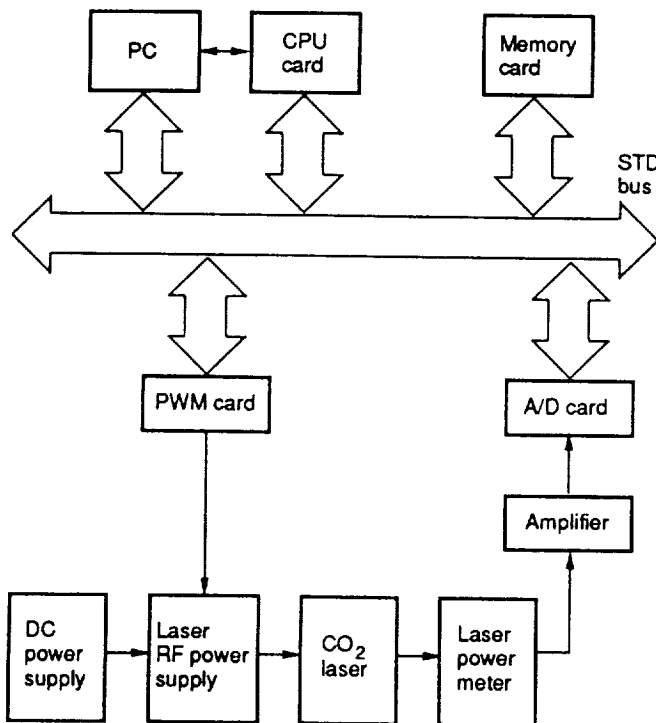 PC
CPU
card
Memory
card
STD
bus
PWM card
A/D card
Amplifier
DC
power
supply
Laser
RF power
supply
CO2
laser
Laser
power
meter